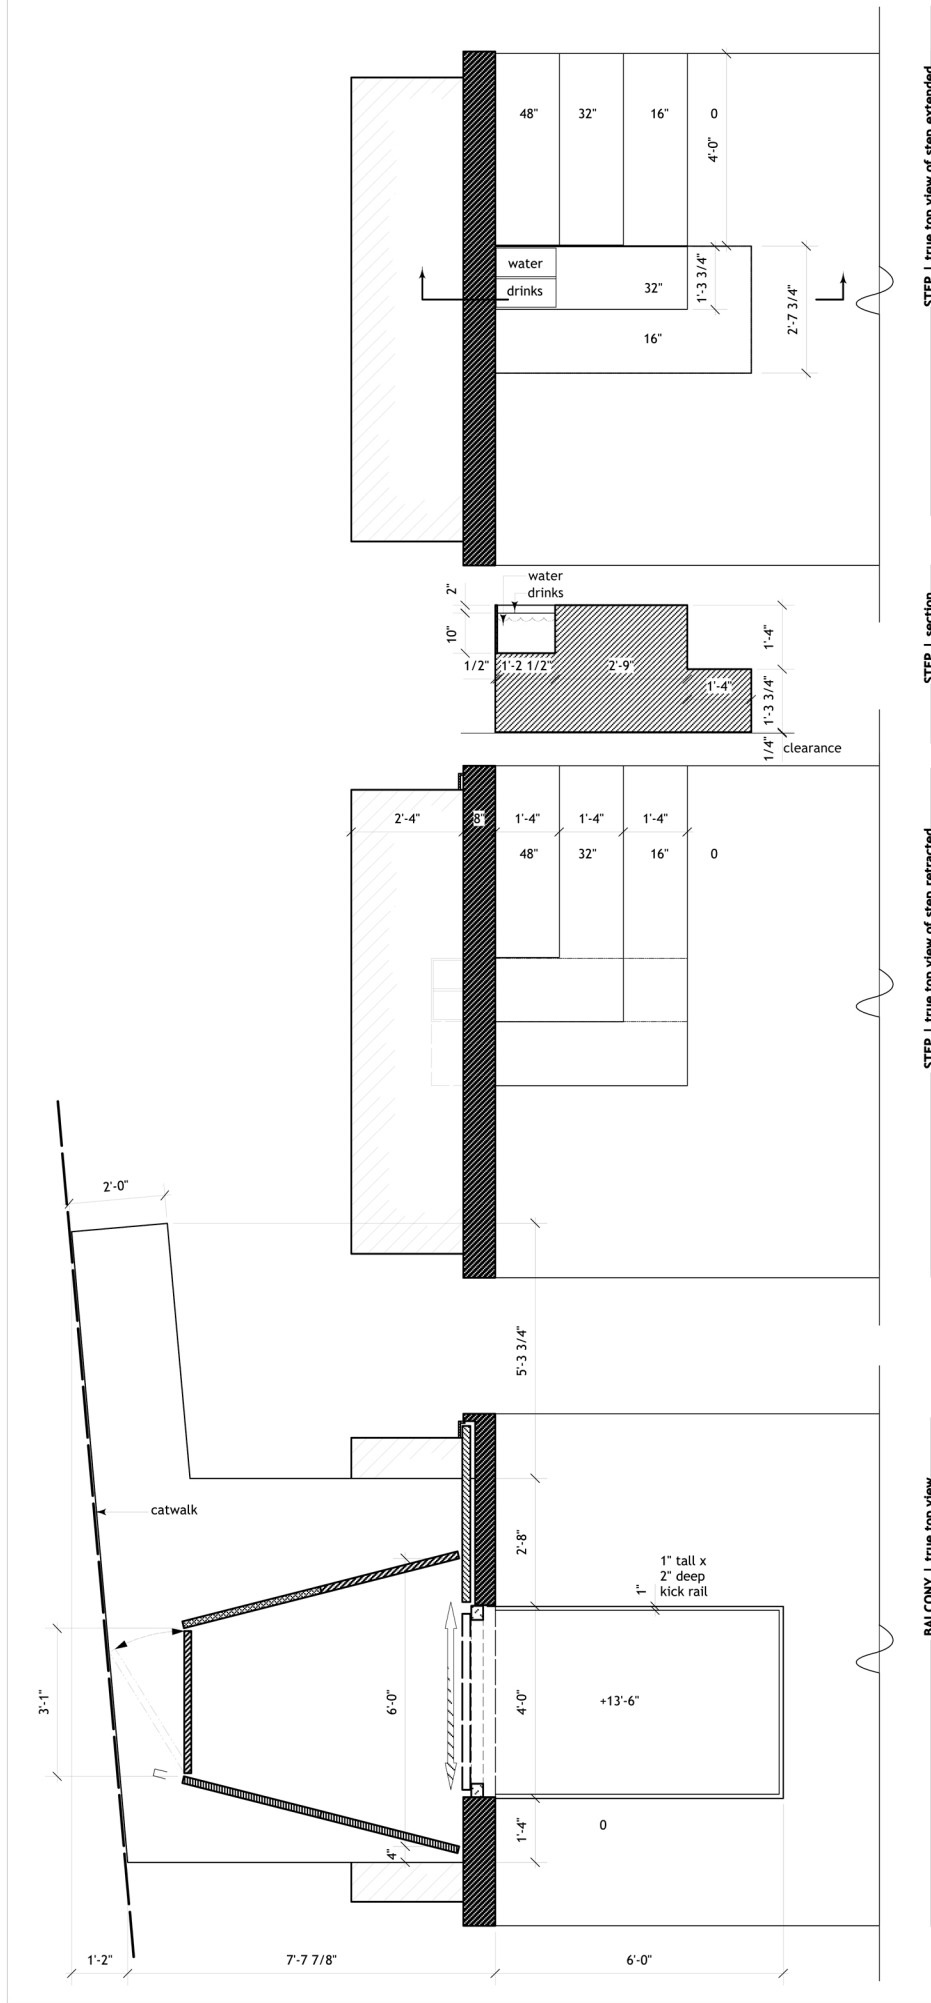 48" 32" 16" 0
4'-0"
water
drinks
32"
1'-3 3/4"
2'-7 3/4"
16"
STEP | true top view of step extended
water
drinks
2"
10"
1/2" 1'-2 1/2" 2'-9" 1'-4"
1'-4"
1'-3 3/4"
1/4" clearance
STEP | section
2'-4" 8" 1'-4" 1'-4" 1'-4"
48" 32" 16" 0
STEP | true top view of step retracted
2'-0"
5'-3 3/4"
catwalk
2'-8"
1" tall x
2" deep
kick rail
1"
3'-1"
6'-0"
4'-0"
+13'-6"
1'-4"
0
4"
BALCONY | true top view
1'-2" 7'-7 7/8" 6'-0"